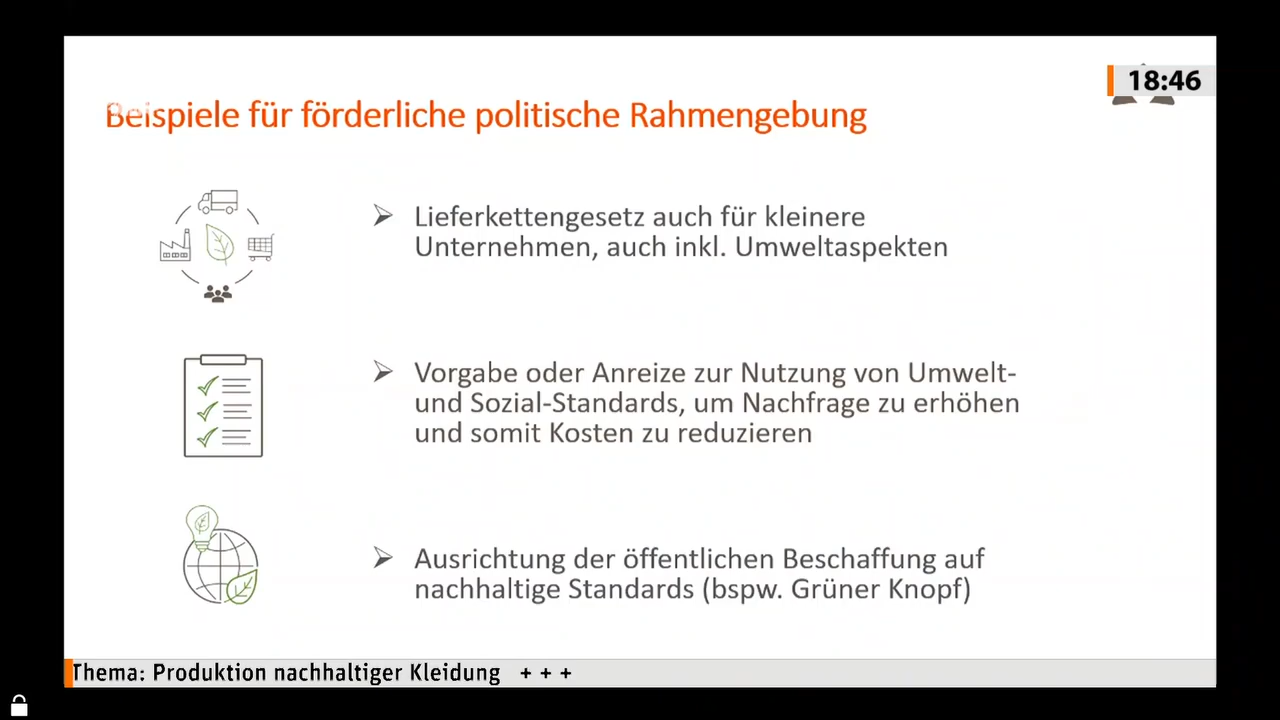 18:46
Beispiele für förderliche politische Rahmengebung
➢ Lieferkettengesetz auch für kleinere
Unternehmen, auch inkl. Umweltaspekten
➢ Vorgabe oder Anreize zur Nutzung von Umwelt-
und Sozial-Standards, um Nachfrage zu erhöhen
und somit Kosten zu reduzieren
➢ Ausrichtung der öffentlichen Beschaffung auf
nachhaltige Standards (bspw. Grüner Knopf)
Thema: Produktion nachhaltiger Kleidung + + +